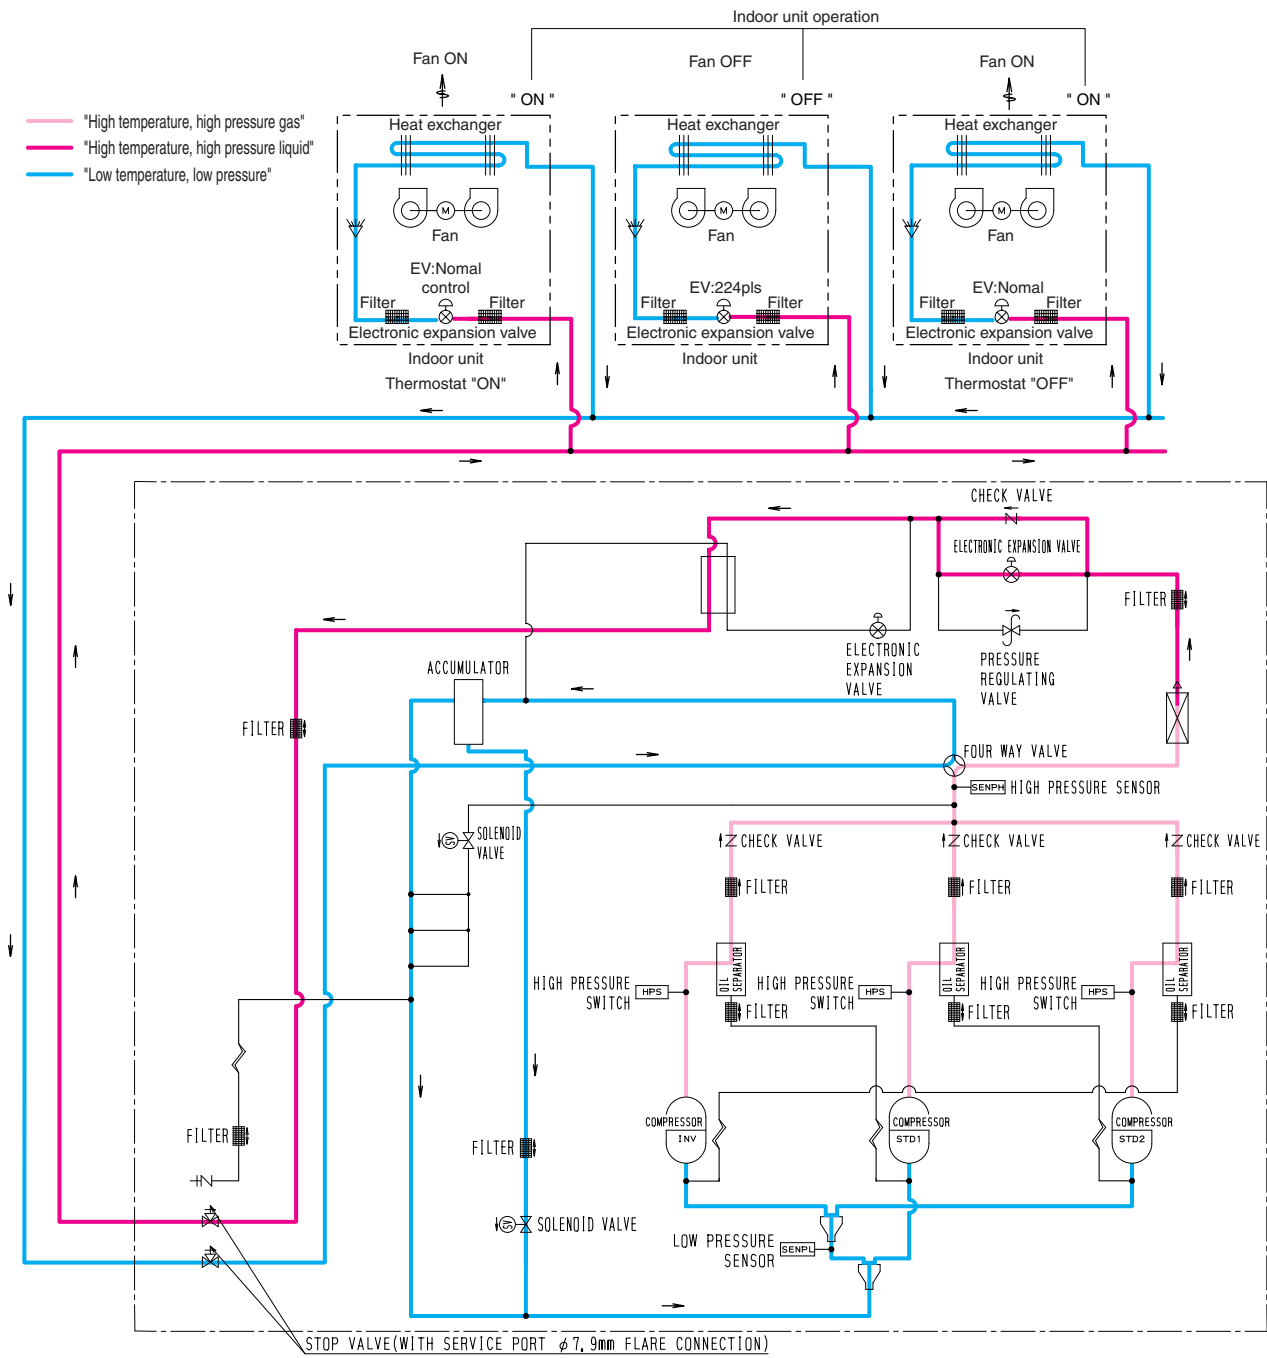 Indoor unit operation
Fan ON
Fan OFF
Fan ON
" ON "
" OFF "
" ON "
"High temperature, high pressure gas"
"High temperature, high pressure liquid"
"Low temperature, low pressure"
Heat exchanger
Heat exchanger
Heat exchanger
M
M
M
Fan
Fan
Fan
EV:Nomal
control
EV:224pls
EV:Nomal
Filter
Filter
Filter
Filter
Filter
Filter
Electronic expansion valve
Electronic expansion valve
Electronic expansion valve
Indoor unit
Indoor unit
Indoor unit
Thermostat "ON"
Thermostat "OFF"
CHECK VALVE
ELECTRONIC EXPANSION VALVE
FILTER
ELECTRONIC
EXPANSION
VALVE
PRESSURE
REGULATING
VALVE
ACCUMULATOR
FILTER
FOUR WAY VALVE
SENPH
HIGH PRESSURE SENSOR
SV
SOLENOID
VALVE
CHECK VALVE
CHECK VALVE
CHECK VALVE
FILTER
FILTER
FILTER
OIL
SEPARATOR
OIL
SEPARATOR
OIL
SEPARATOR
HIGH PRESSURE
SWITCH
HPS
HIGH PRESSURE
SWITCH
HPS
HIGH PRESSURE
SWITCH
HPS
FILTER
FILTER
FILTER
COMPRESSOR
INV
COMPRESSOR
STD1
COMPRESSOR
STD2
FILTER
FILTER
SV
SOLENOID VALVE
LOW PRESSURE
SENSOR
SENPL
STOP VALVE(WITH SERVICE PORT φ7,9mm FLARE CONNECTION)